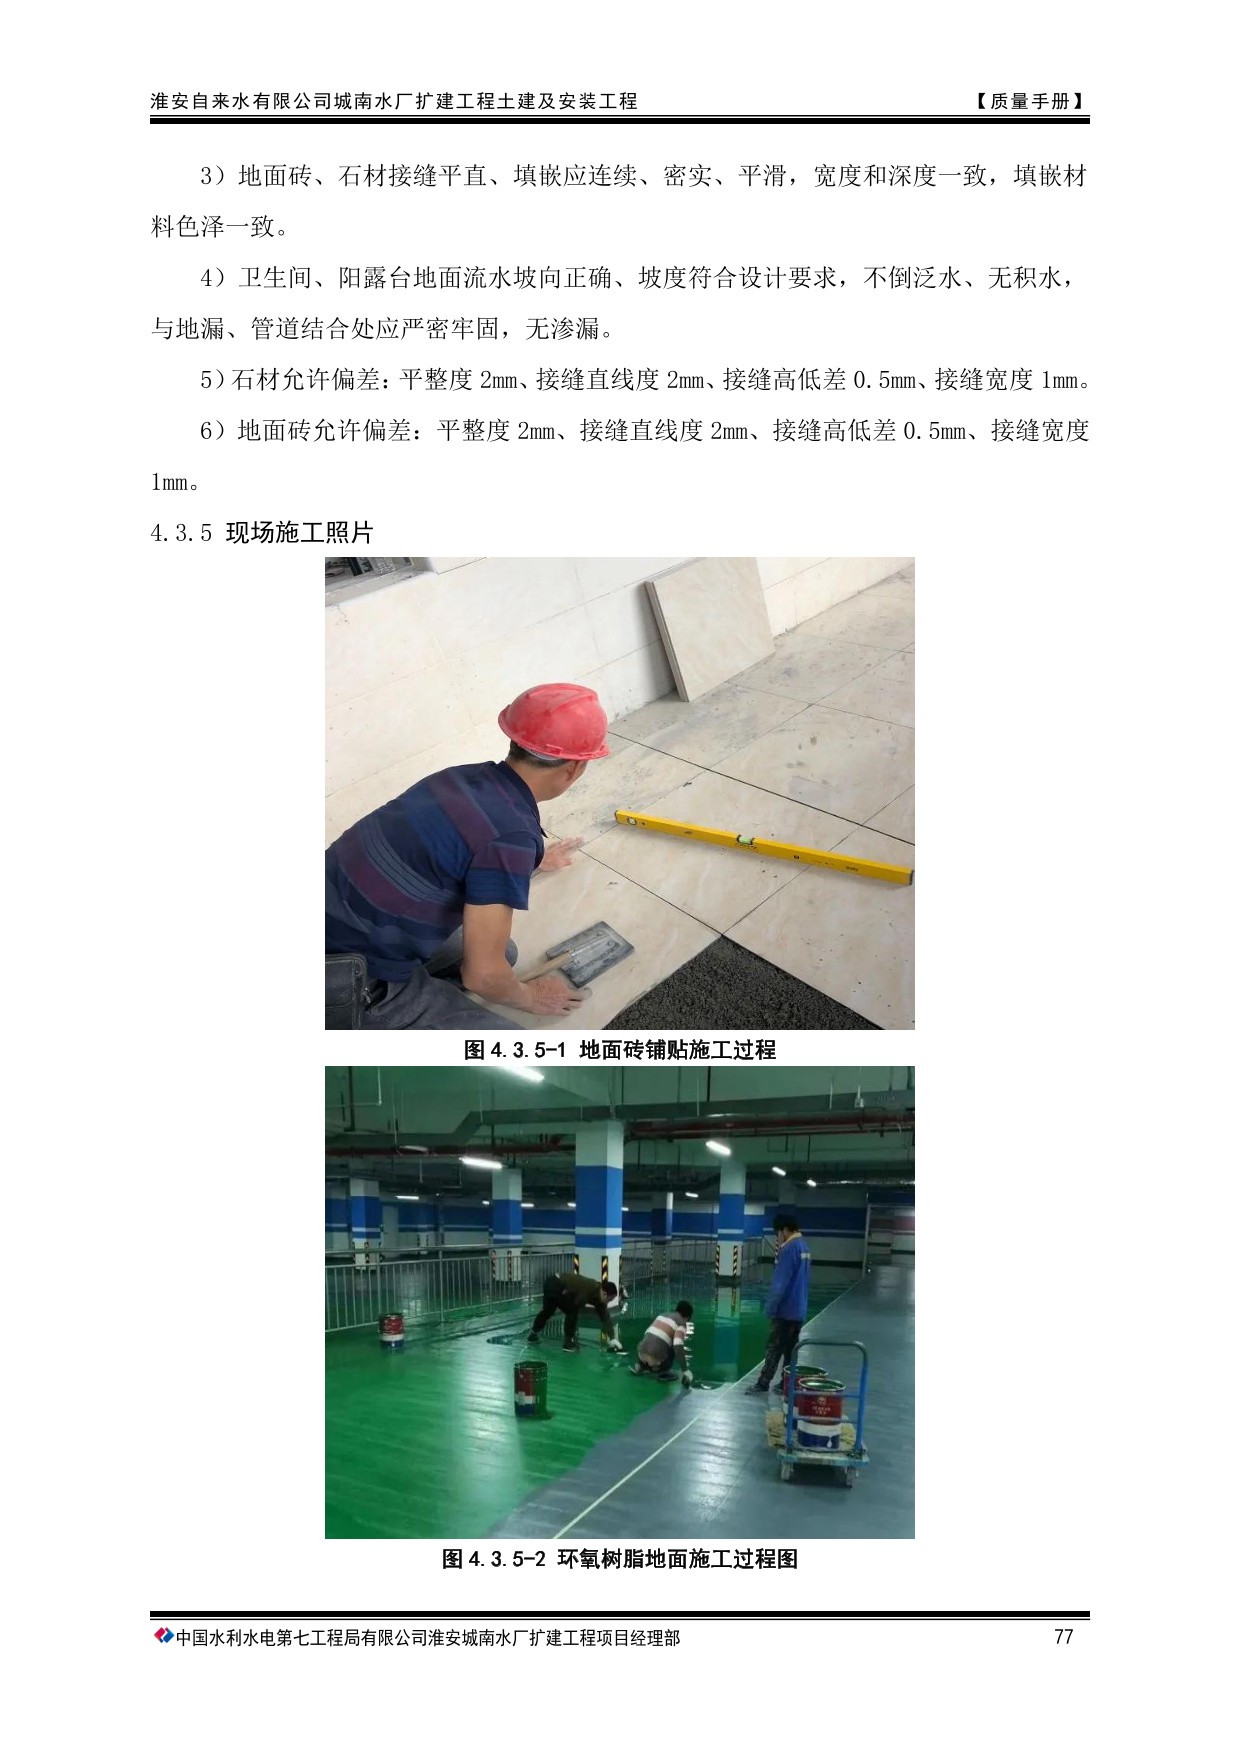 淮安自来水有限公司城南水厂扩建工程土建及安装工程 【质量手册】
3）地面砖、石材接缝平直、填嵌应连续、密实、平滑，宽度和深度一致，填嵌材
料色泽一致。
4）卫生间、阳露台地面流水坡向正确、坡度符合设计要求，不倒泛水、无积水，
与地漏、管道结合处应严密牢固，无渗漏。
5）石材允许偏差：平整度 2mm、接缝直线度 2mm、接缝高低差 0.5mm、接缝宽度 1mm。
6）地面砖允许偏差：平整度 2mm、接缝直线度 2mm、接缝高低差 0.5mm、接缝宽度
1mm。
4.3.5 现场施工照片
图 4.3.5-1 地面砖铺贴施工过程
图 4.3.5-2 环氧树脂地面施工过程图
中国水利水电第七工程局有限公司淮安城南水厂扩建工程项目经理部 77